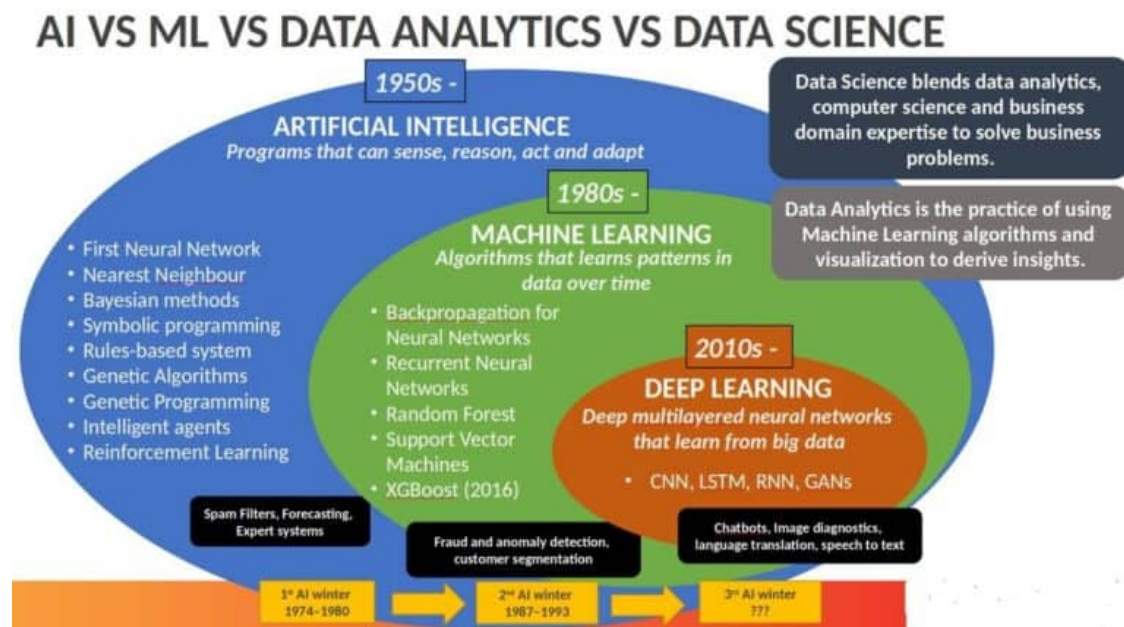 AI VS ML VS DATA ANALYTICS VS DATA SCIENCE
1950s -
ARTIFICIAL INTELLIGENCE
Programs that can sense, reason, act and adapt
Data Science blends data analytics,
computer science and business
domain expertise to solve business
problems.
1980s -
MACHINE LEARNING
Algorithms that learns patterns in
data over time
Data Analytics is the practice of using
Machine Learning algorithms and
visualization to derive insights.
• First Neural Network
• Nearest Neighbour
• Bayesian methods
• Symbolic programming
• Rules-based system
• Genetic Algorithms
• Genetic Programming
• Intelligent agents
• Reinforcement Learning
• Backpropagation for
Neural Networks
• Recurrent Neural
Networks
• Random Forest
• Support Vector
Machines
• XGBoost (2016)
2010s -
DEEP LEARNING
Deep multilayered neural networks
that learn from big data
• CNN, LSTM, RNN, GANs
Spam Filters, Forecasting,
Expert systems
Fraud and anomaly detection,
customer segmentation
Chatbots, Image diagnostics,
language translation, speech to text
1st AI winter
1974–1980
2nd AI winter
1987–1993
3rd AI winter
???